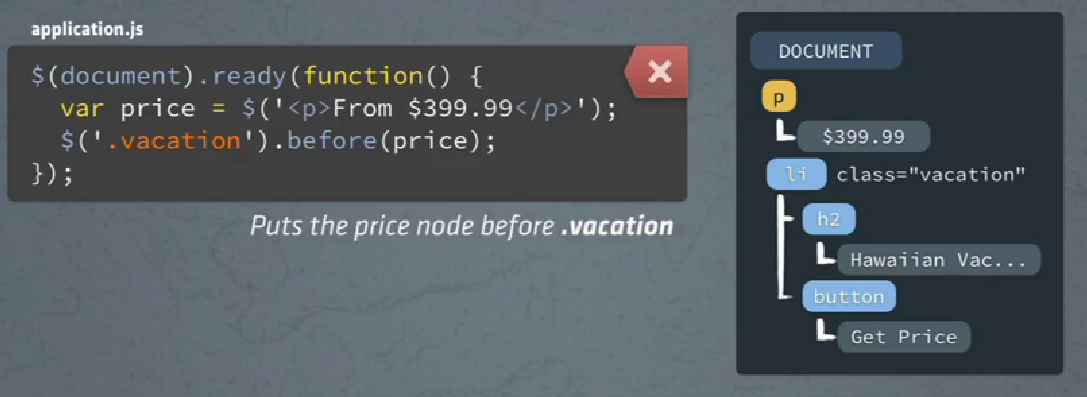 application.js
$(document).ready(function() {
  var price = $('<p>From $399.99</p>');
  $('.vacation').before(price);
});
Puts the price node before .vacation
DOCUMENT
p
$399.99
li class="vacation"
h2
Hawaiian Vac...
button
Get Price